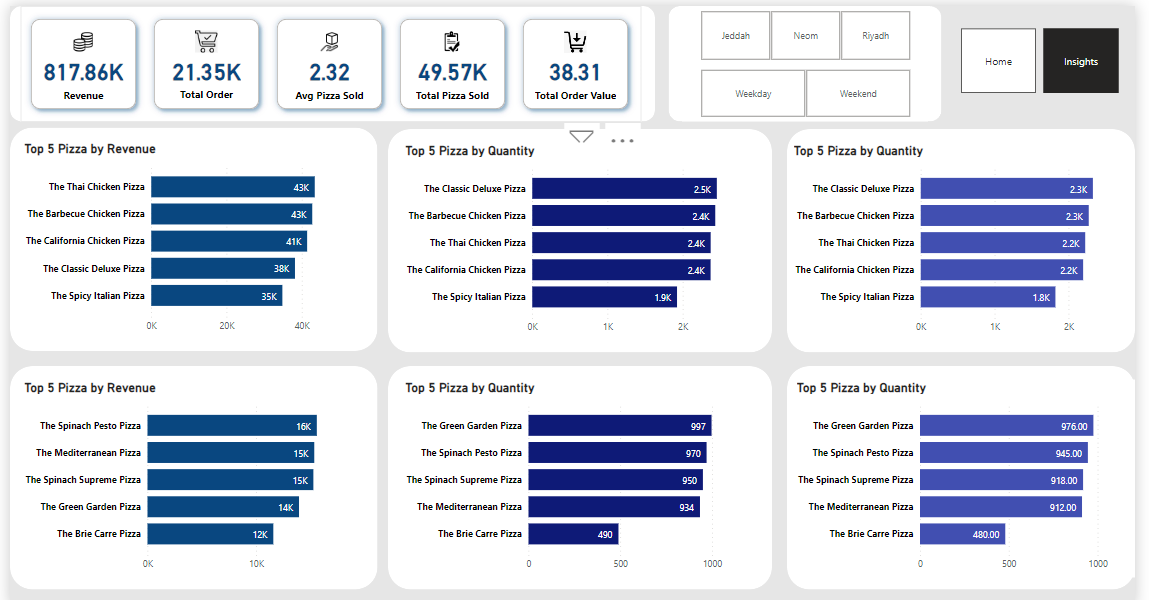 817.86K
Revenue
21.35K
Total Order
2.32
Avg Pizza Sold
49.57K
Total Pizza Sold
38.31
Total Order Value
Jeddah
Neom
Riyadh
Weekday
Weekend
Home
Insights
Top 5 Pizza by Revenue
The Thai Chicken Pizza 43K
The Barbecue Chicken Pizza 43K
The California Chicken Pizza 41K
The Classic Deluxe Pizza 38K
The Spicy Italian Pizza 35K
0K 20K 40K
Top 5 Pizza by Quantity
The Classic Deluxe Pizza 2.5K
The Barbecue Chicken Pizza 2.4K
The Thai Chicken Pizza 2.4K
The California Chicken Pizza 2.4K
The Spicy Italian Pizza 1.9K
0K 1K 2K
Top 5 Pizza by Quantity
The Classic Deluxe Pizza 2.3K
The Barbecue Chicken Pizza 2.3K
The Thai Chicken Pizza 2.2K
The California Chicken Pizza 2.2K
The Spicy Italian Pizza 1.8K
0K 1K 2K
Top 5 Pizza by Revenue
The Spinach Pesto Pizza 16K
The Mediterranean Pizza 15K
The Spinach Supreme Pizza 15K
The Green Garden Pizza 14K
The Brie Carre Pizza 12K
0K 10K
Top 5 Pizza by Quantity
The Green Garden Pizza 997
The Spinach Pesto Pizza 970
The Spinach Supreme Pizza 950
The Mediterranean Pizza 934
The Brie Carre Pizza 490
0 500 1000
Top 5 Pizza by Quantity
The Green Garden Pizza 976.00
The Spinach Pesto Pizza 945.00
The Spinach Supreme Pizza 918.00
The Mediterranean Pizza 912.00
The Brie Carre Pizza 480.00
0 500 1000